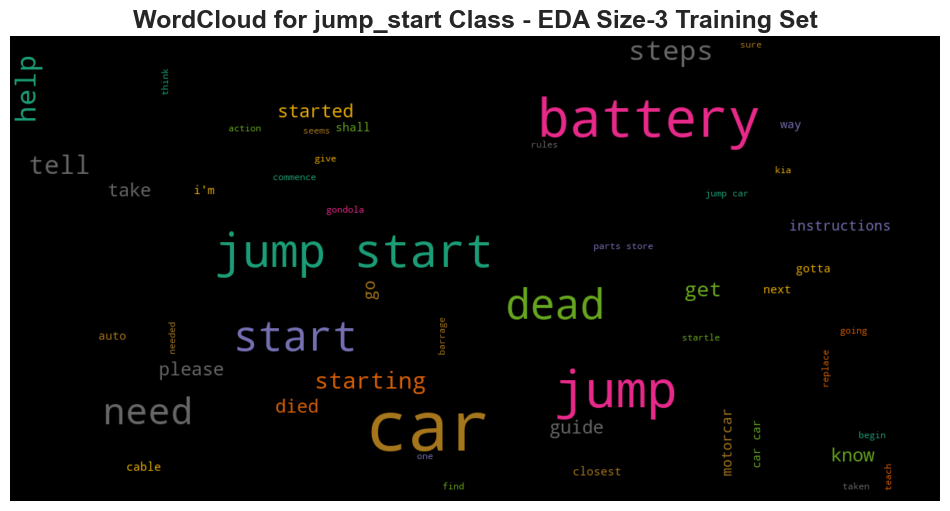 WordCloud for jump_start Class - EDA Size-3 Training Set
help
think
steps
sure
started
battery
action
seems
shall
way
rules
tell
give
kia
commence
take
i'm
jump car
gondola
instructions
jump start
parts store
gotta
go
dead
get
next
auto
needed
start
barrage
startle
going
please
starting
replace
need
died
car
jump
guide
motorcar
car car
begin
know
cable
one
closest
teach
find
taken